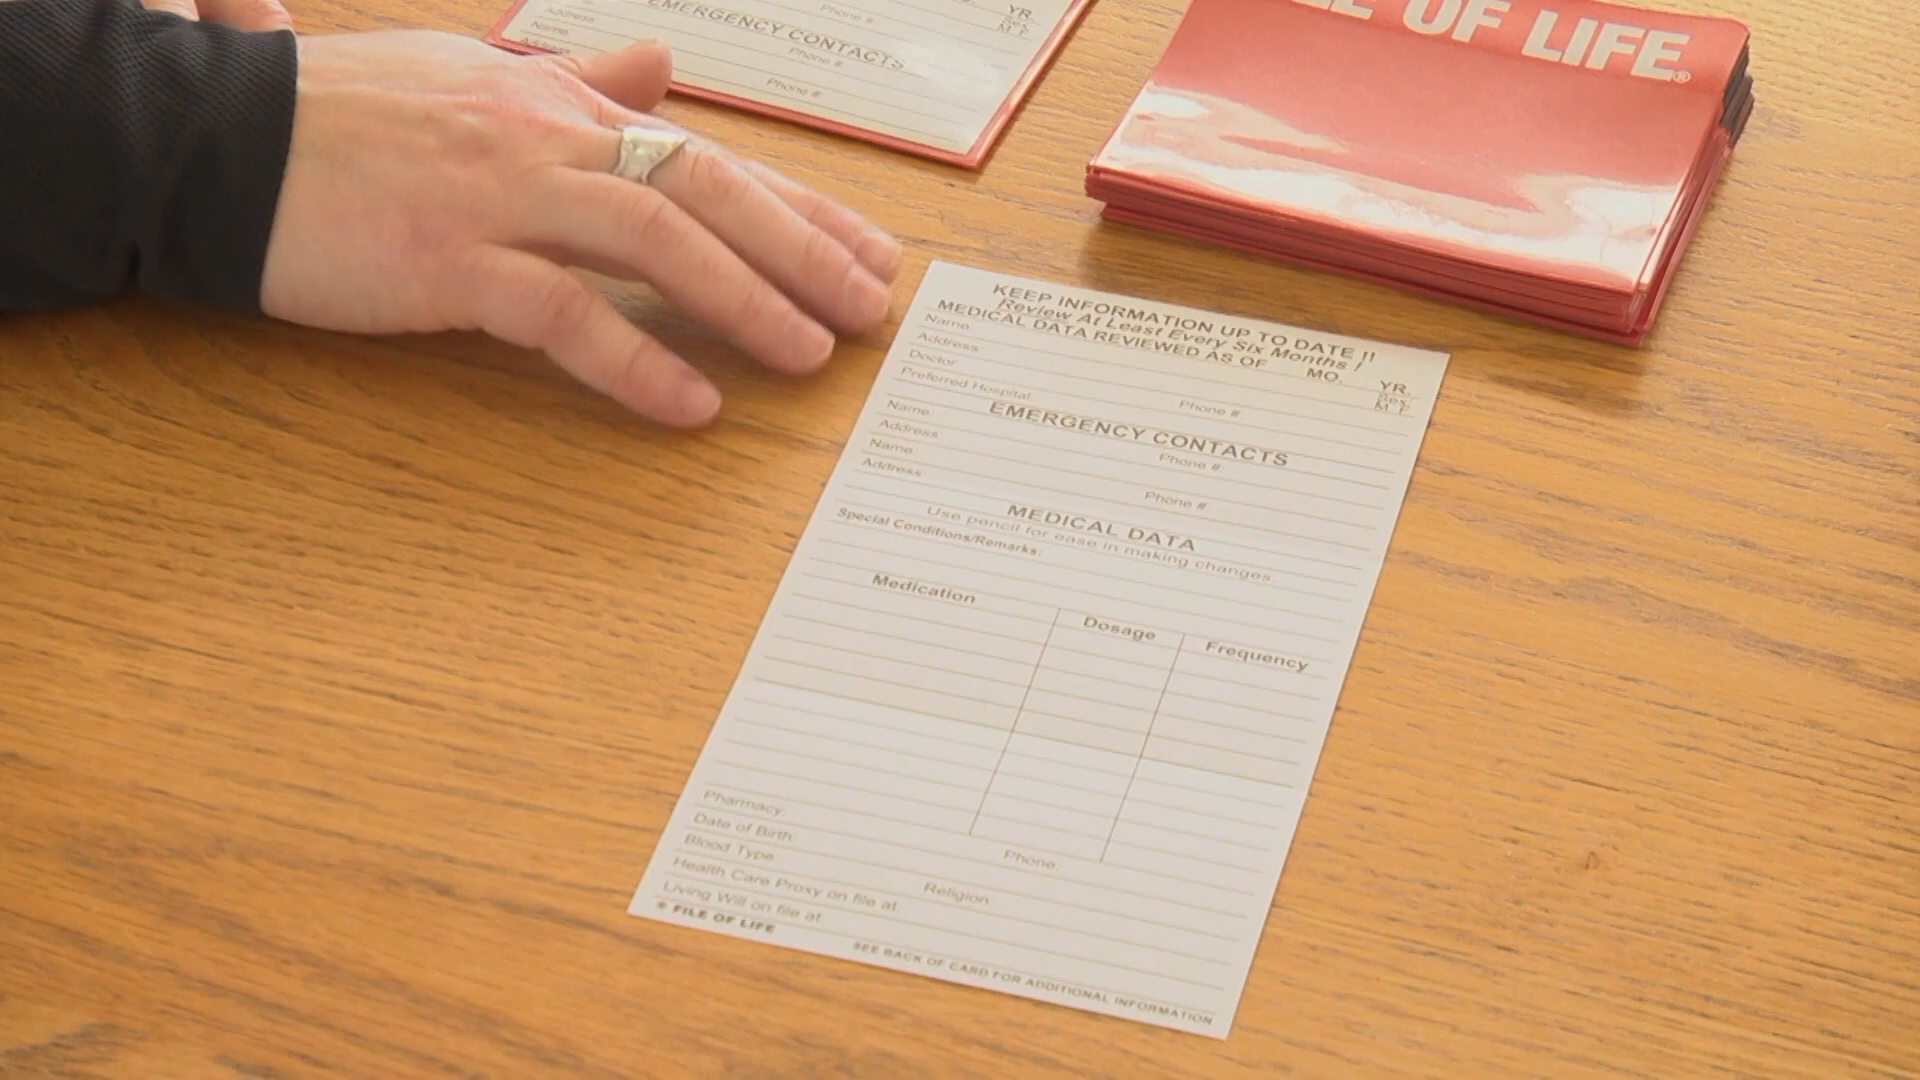 Phone #
YR.
Sex
M F
Address
EMERGENCY CONTACTS
Name
Phone #
Address
Phone #
OF LIFE®
KEEP INFORMATION UP TO DATE !!
Review At Least Every Six Months !
MEDICAL DATA REVIEWED AS OF MO. YR.
Name Sex
Address M F
Doctor
Preferred Hospital Phone #:
EMERGENCY CONTACTS
Name:
Address Phone #
Name:
Address: Phone #
MEDICAL DATA
Use pencil for ease in making changes.
Special Conditions/Remarks:
Medication Dosage Frequency
Pharmacy: Phone:
Date of Birth:
Blood Type Religion:
Health Care Proxy on file at:
Living Will on file at:
® FILE OF LIFE
SEE BACK OF CARD FOR ADDITIONAL INFORMATION